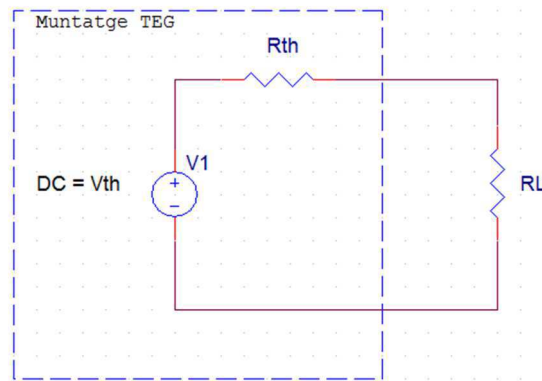 Muntatge TEG
Rth
V1
DC = Vth
+
−
RL